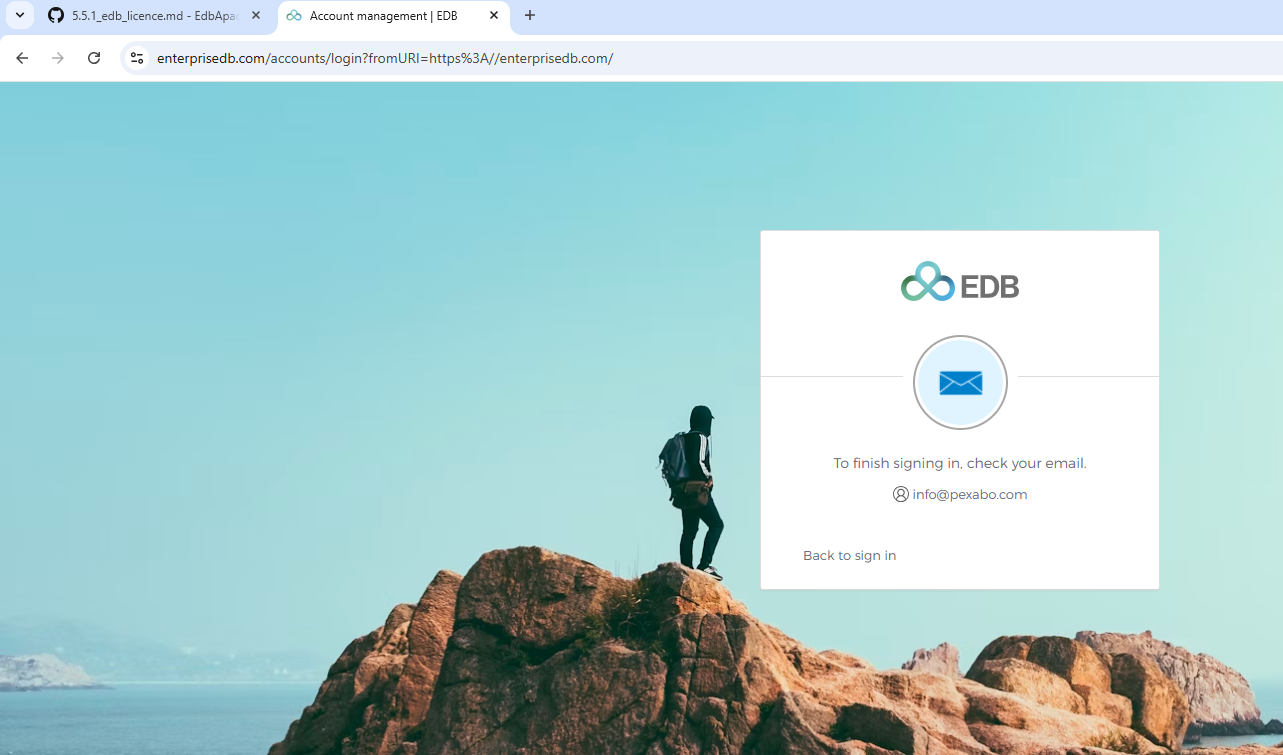 5.5.1_edb_licence.md - EdbApa
Account management | EDB
enterprisedb.com/accounts/login?fromURI=https%3A//enterprisedb.com/
EDB
To finish signing in, check your email.
info@pexabo.com
Back to sign in